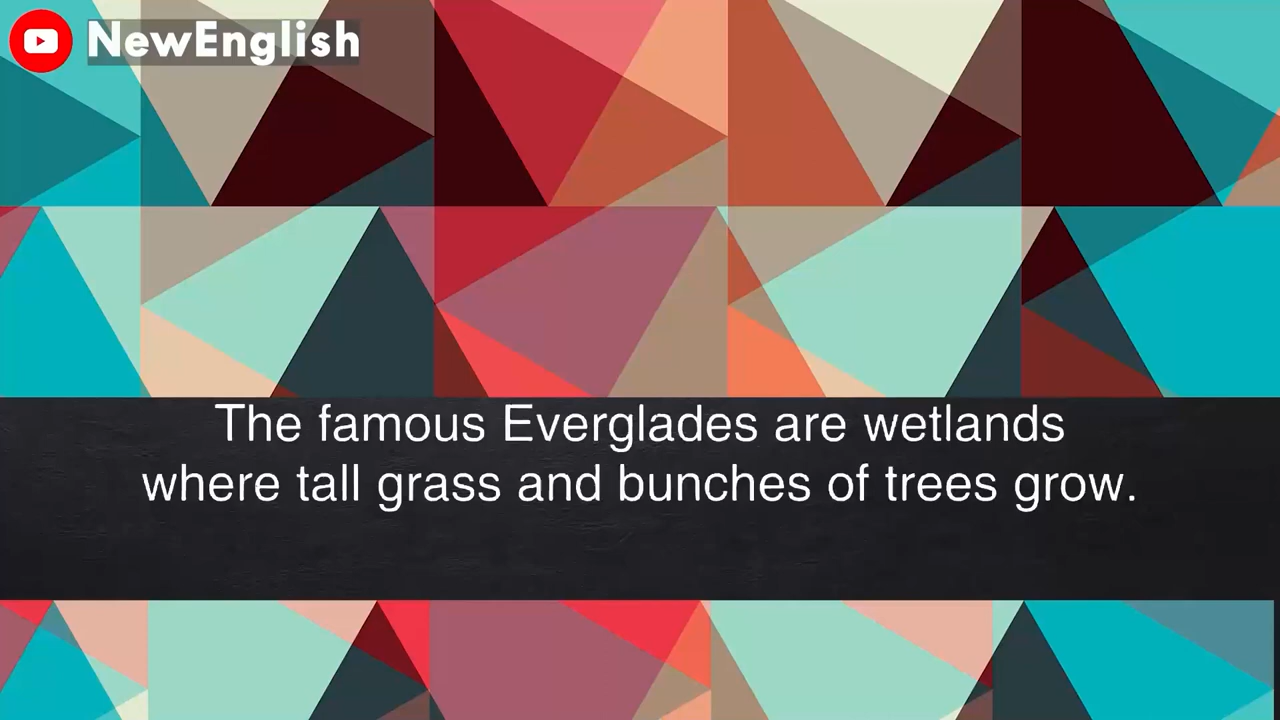 NewEnglish
The famous Everglades are wetlands
where tall grass and bunches of trees grow.